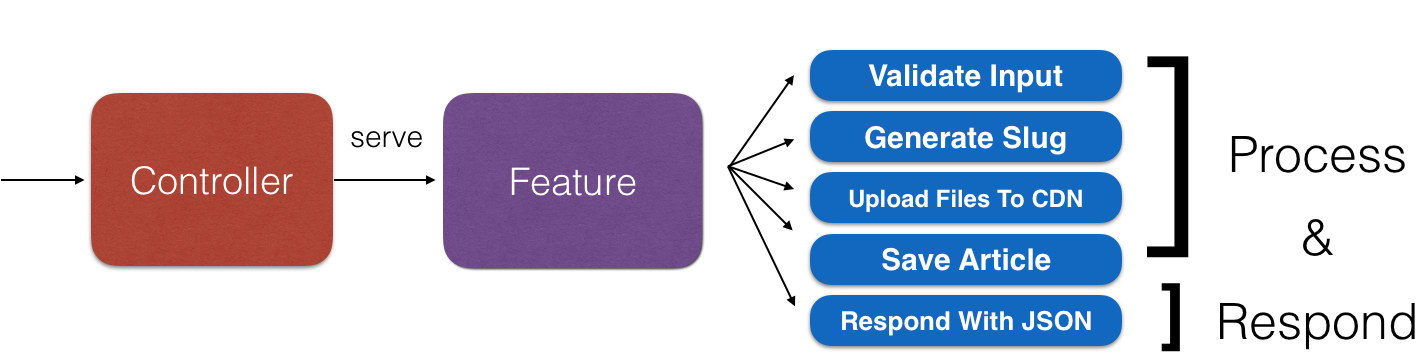 Controller
serve
Feature
Validate Input
Generate Slug
Upload Files To CDN
Save Article
Respond With JSON
Process
&
Respond